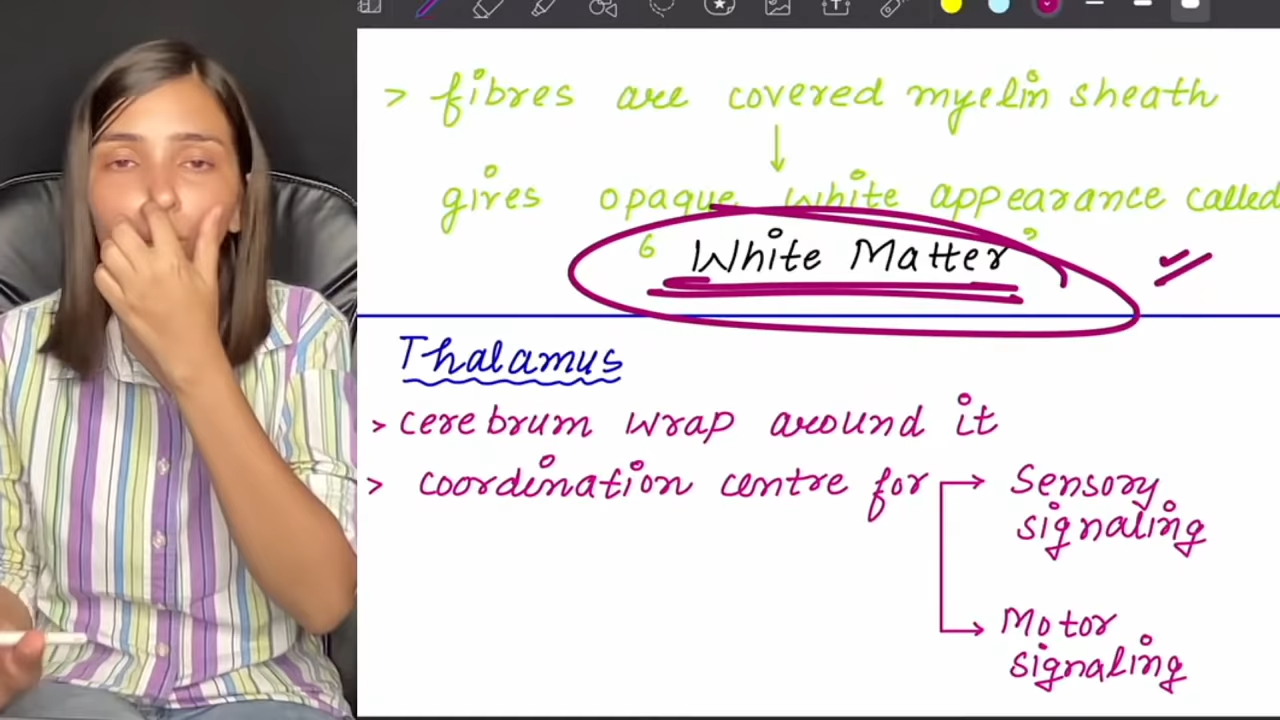 > fibres are covered myelin sheath
gives opaque white appearance called
‘ White Matter ’
Thalamus
> cerebrum wrap around it
> coordination centre for → Sensory
signaling
→ Motor
signaling